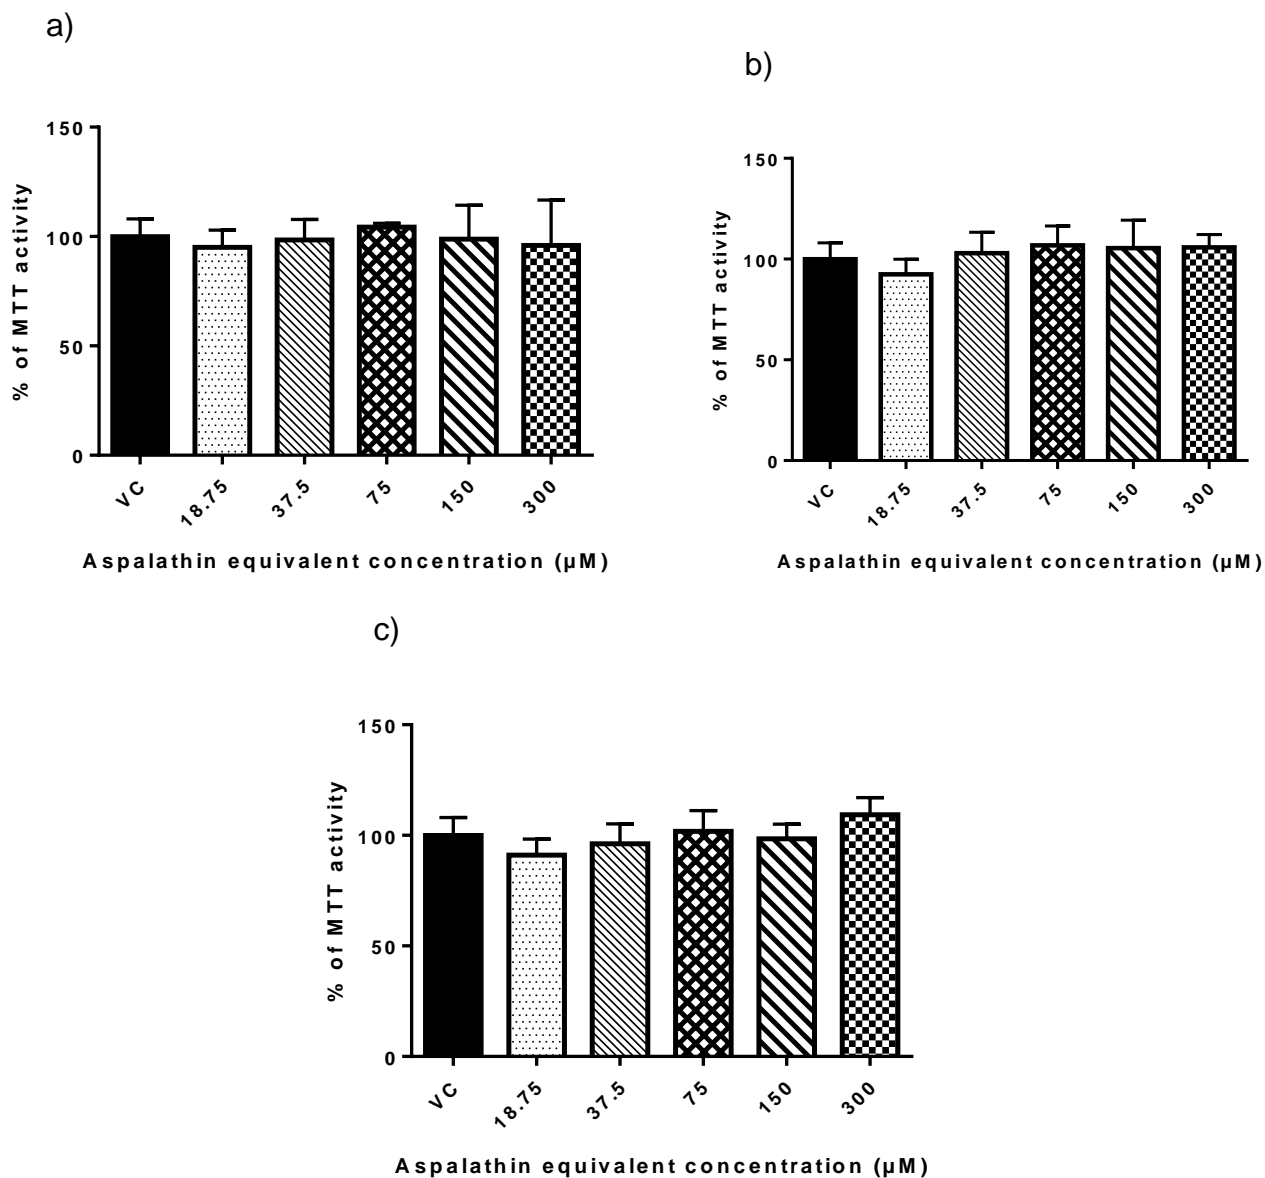 a)
150
100
50
0
% of MTT activity
VC
18.75
37.5
75
150
300
Aspalathin equivalent concentration (µM)
b)
150
100
50
0
% of MTT activity
VC
18.75
37.5
75
150
300
Aspalathin equivalent concentration (µM)
c)
150
100
50
0
% of MTT activity
VC
18.75
37.5
75
150
300
Aspalathin equivalent concentration (µM)